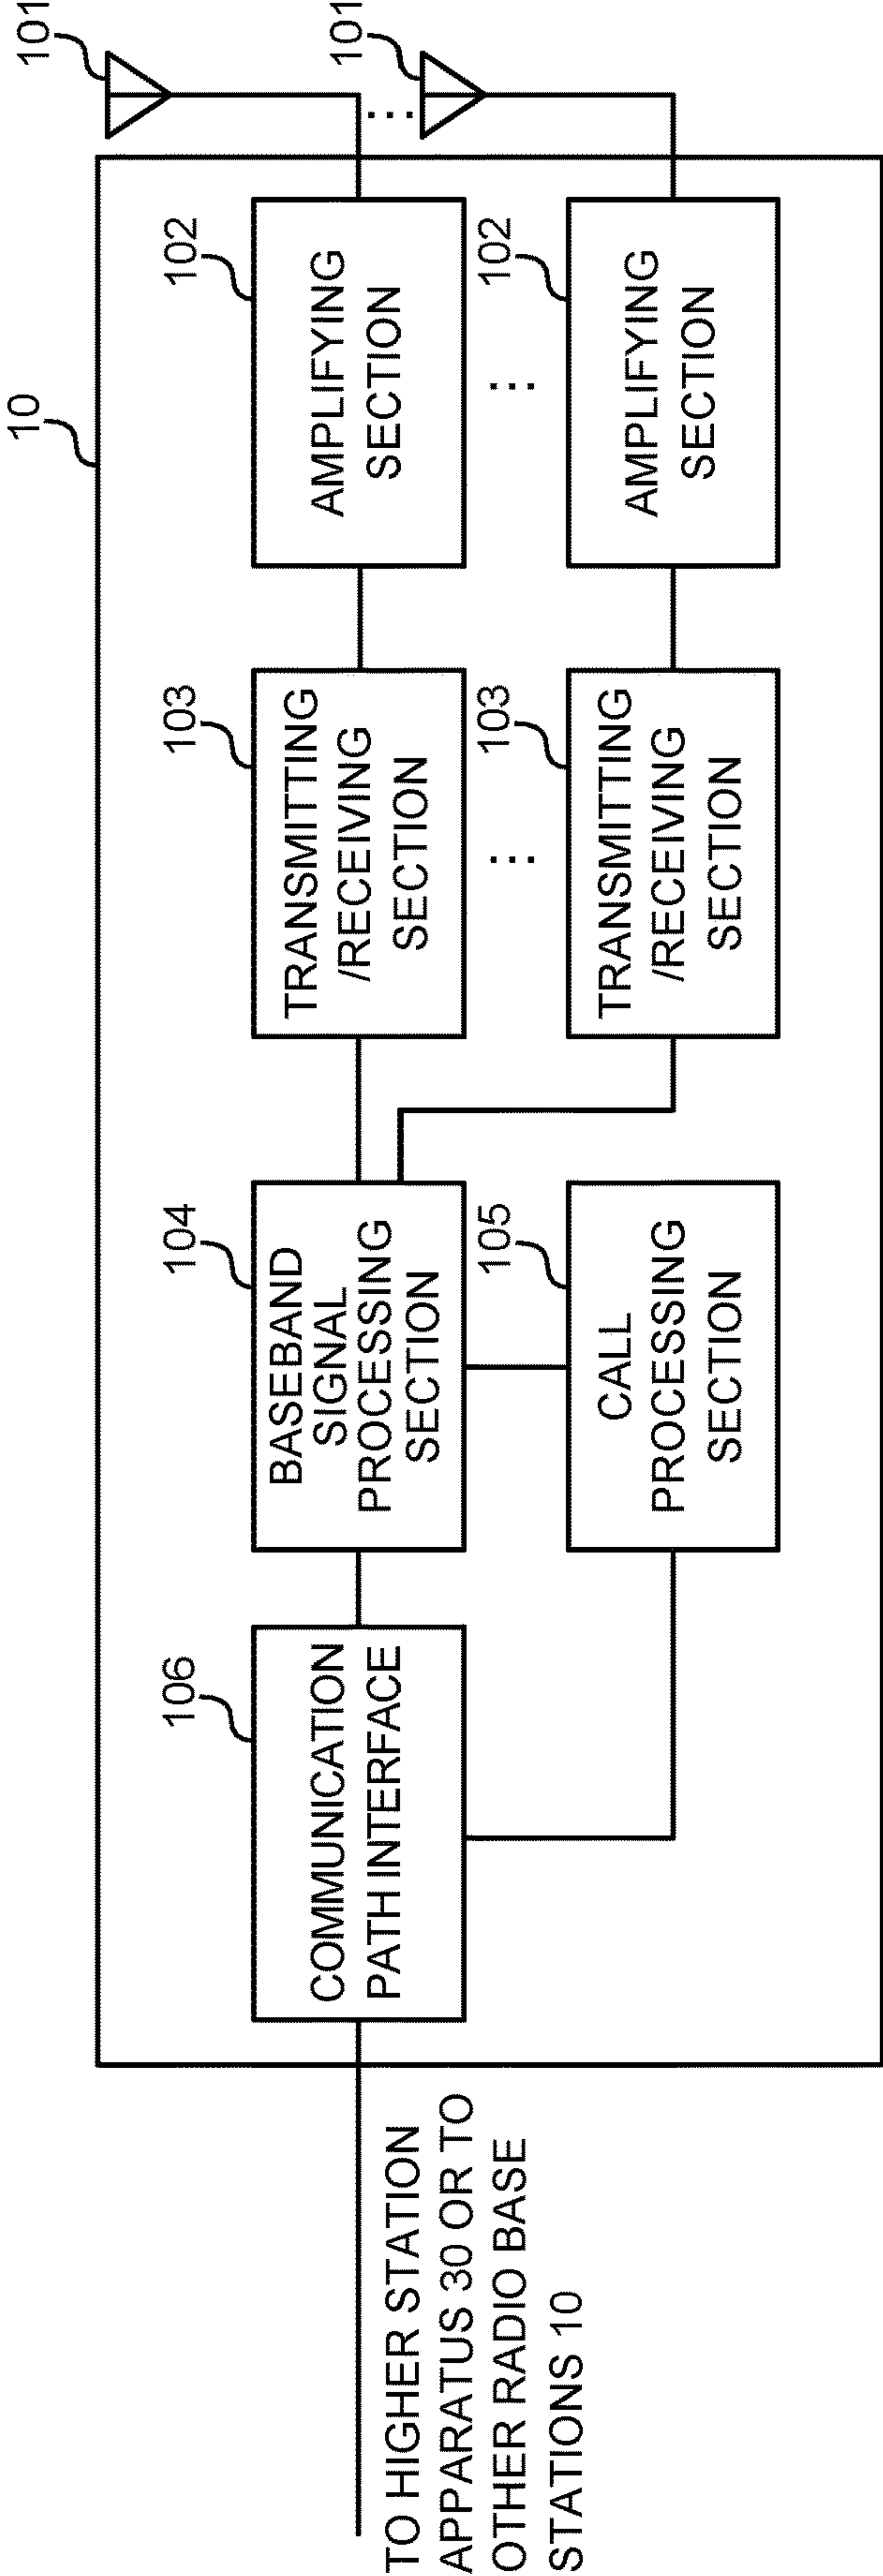 10
101
101
102
AMPLIFYING
SECTION
102
AMPLIFYING
SECTION
⋮
103
TRANSMITTING
/RECEIVING
SECTION
103
TRANSMITTING
/RECEIVING
SECTION
104
BASEBAND
SIGNAL
PROCESSING
SECTION
105
CALL
PROCESSING
SECTION
106
COMMUNICATION
PATH INTERFACE
TO HIGHER STATION
APPARATUS 30 OR TO
OTHER RADIO BASE
STATIONS 10